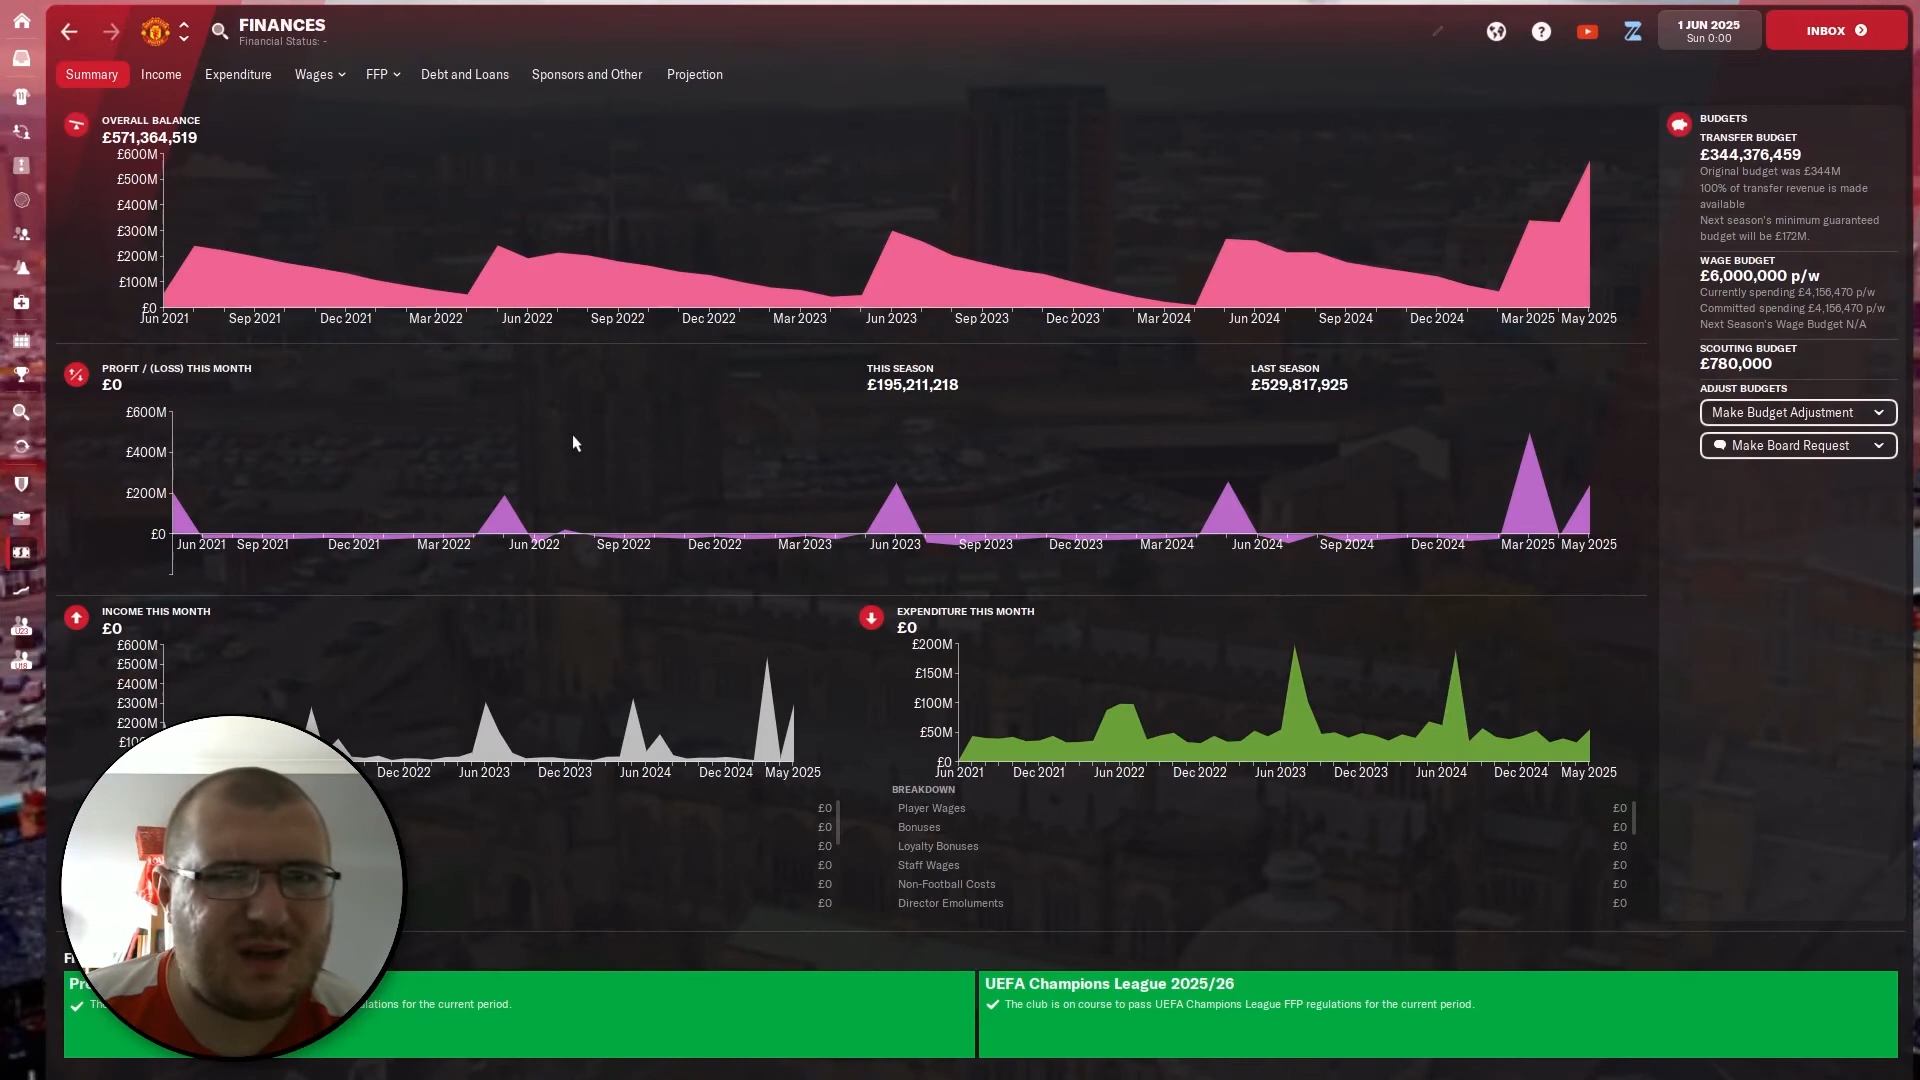 FINANCES
Financial Status: -
1 JUN 2025
Sun 0:00
INBOX
Summary
Income
Expenditure
Wages
FFP
Debt and Loans
Sponsors and Other
Projection
OVERALL BALANCE
£571,364,519
£600M
£500M
£400M
£300M
£200M
£100M
£0
Jun 2021 Sep 2021 Dec 2021 Mar 2022 Jun 2022 Sep 2022 Dec 2022 Mar 2023 Jun 2023 Sep 2023 Dec 2023 Mar 2024 Jun 2024 Sep 2024 Dec 2024 Mar 2025 May 2025
BUDGETS
TRANSFER BUDGET
£344,376,459
Original budget was £344M
100% of transfer revenue is made
available
Next season's minimum guaranteed
budget will be £172M.
WAGE BUDGET
£6,000,000 p/w
Currently spending £4,156,470 p/w
Committed spending £4,156,470 p/w
Next Season's Wage Budget N/A
SCOUTING BUDGET
£780,000
ADJUST BUDGETS
Make Budget Adjustment
Make Board Request
PROFIT / (LOSS) THIS MONTH
£0
THIS SEASON
£195,211,218
LAST SEASON
£529,817,925
£600M
£400M
£200M
£0
Jun 2021 Sep 2021 Dec 2021 Mar 2022 Jun 2022 Sep 2022 Dec 2022 Mar 2023 Jun 2023 Sep 2023 Dec 2023 Mar 2024 Jun 2024 Sep 2024 Dec 2024 Mar 2025 May 2025
INCOME THIS MONTH
£0
£600M
£500M
£400M
£300M
£200M
Dec 2022 Jun 2023 Dec 2023 Jun 2024 Dec 2024 May 2025
£0
£0
£0
£0
£0
£0
EXPENDITURE THIS MONTH
£0
£200M
£150M
£100M
£50M
£0
Jun 2021 Dec 2021 Jun 2022 Dec 2022 Jun 2023 Dec 2023 Jun 2024 Dec 2024 May 2025
BREAKDOWN
Player Wages £0
Bonuses £0
Loyalty Bonuses £0
Staff Wages £0
Non-Football Costs £0
Director Emoluments £0
lations for the current period.
UEFA Champions League 2025/26
The club is on course to pass UEFA Champions League FFP regulations for the current period.
U23
U18